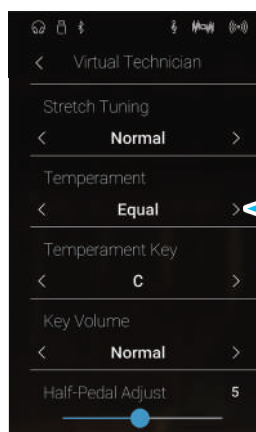 < Virtual Technician
Stretch Tuning
< Normal >
Temperament
< Equal >
Temperament Key
< C >
Key Volume
< Normal >
Half-Pedal Adjust 5